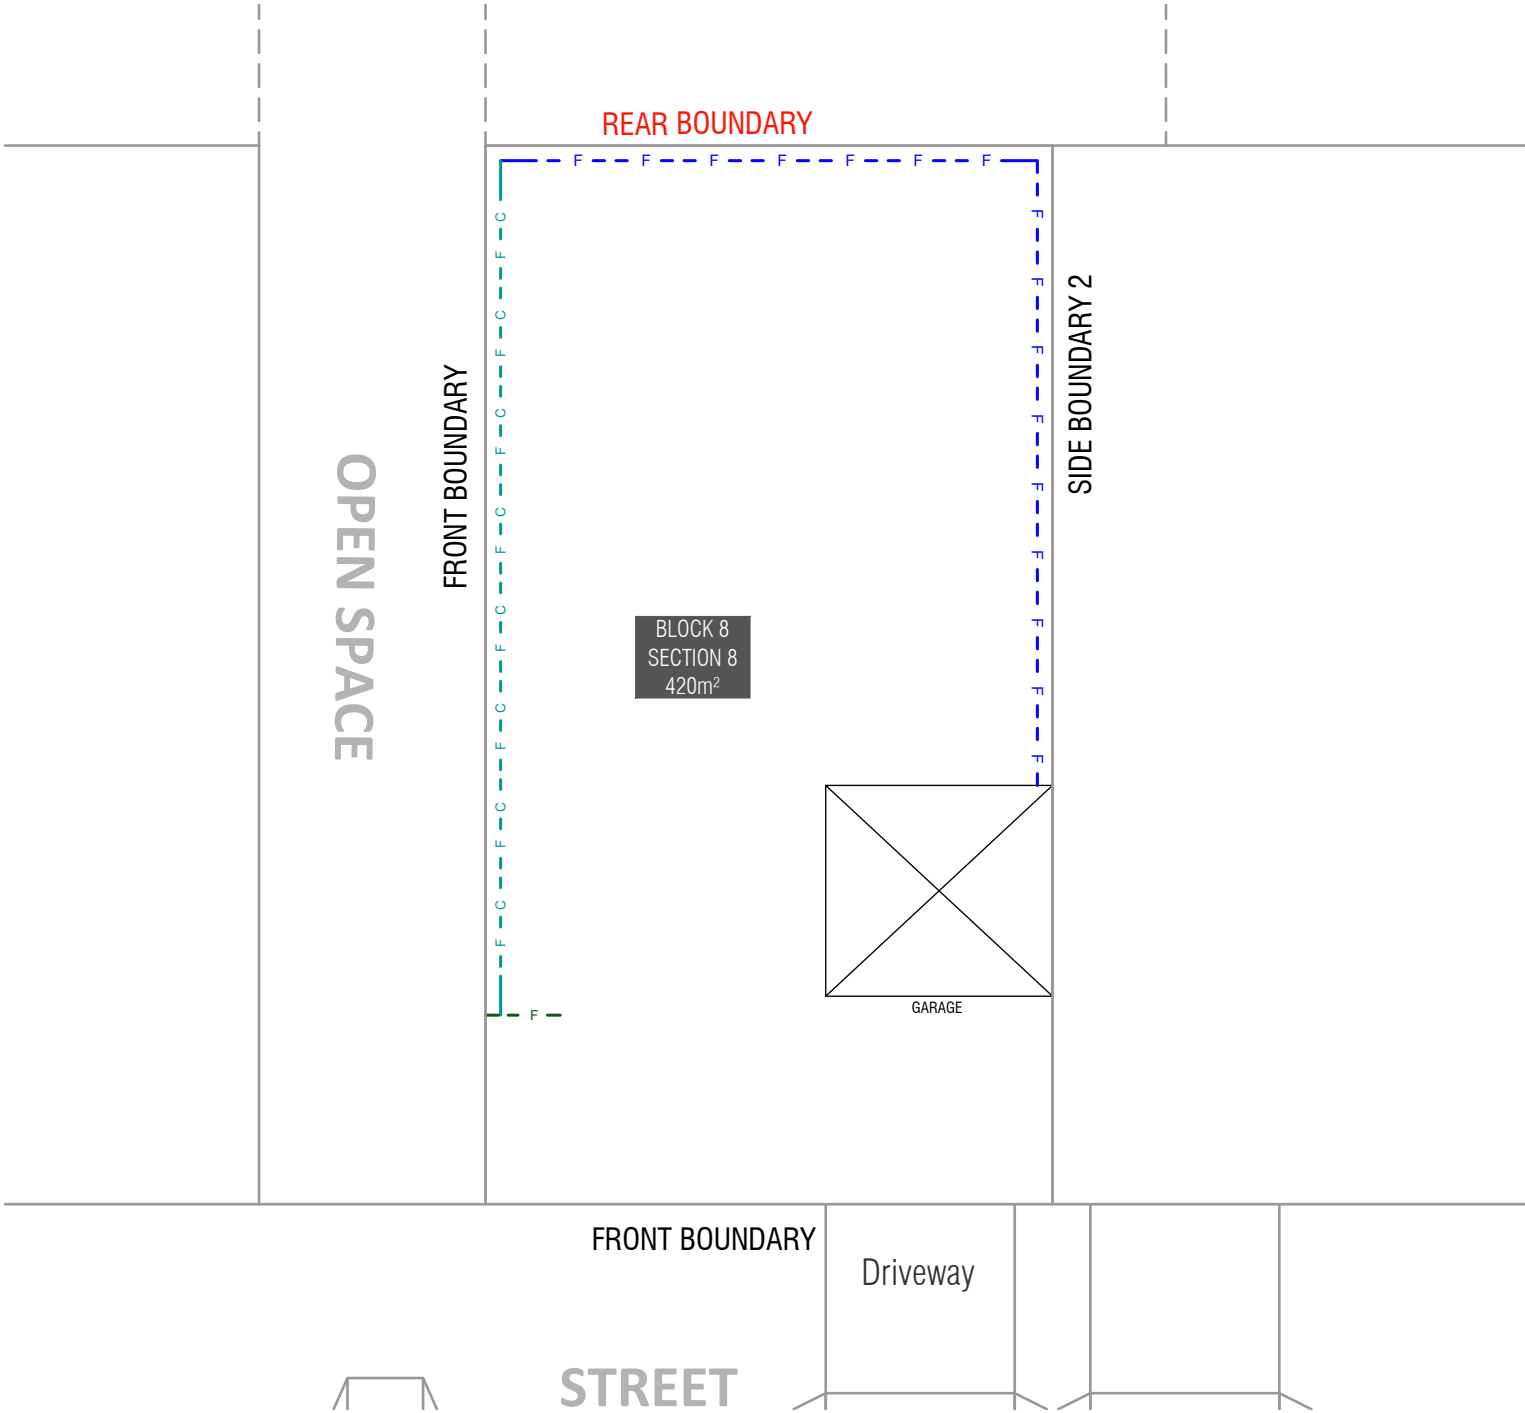 REAR BOUNDARY
F F F F F F F
C F C F C F C F C F C F C F C F
F F F F F F F F F
FRONT BOUNDARY
SIDE BOUNDARY 2
OPEN SPACE
BLOCK 8
SECTION 8
420m²
GARAGE
F
FRONT BOUNDARY
Driveway
STREET